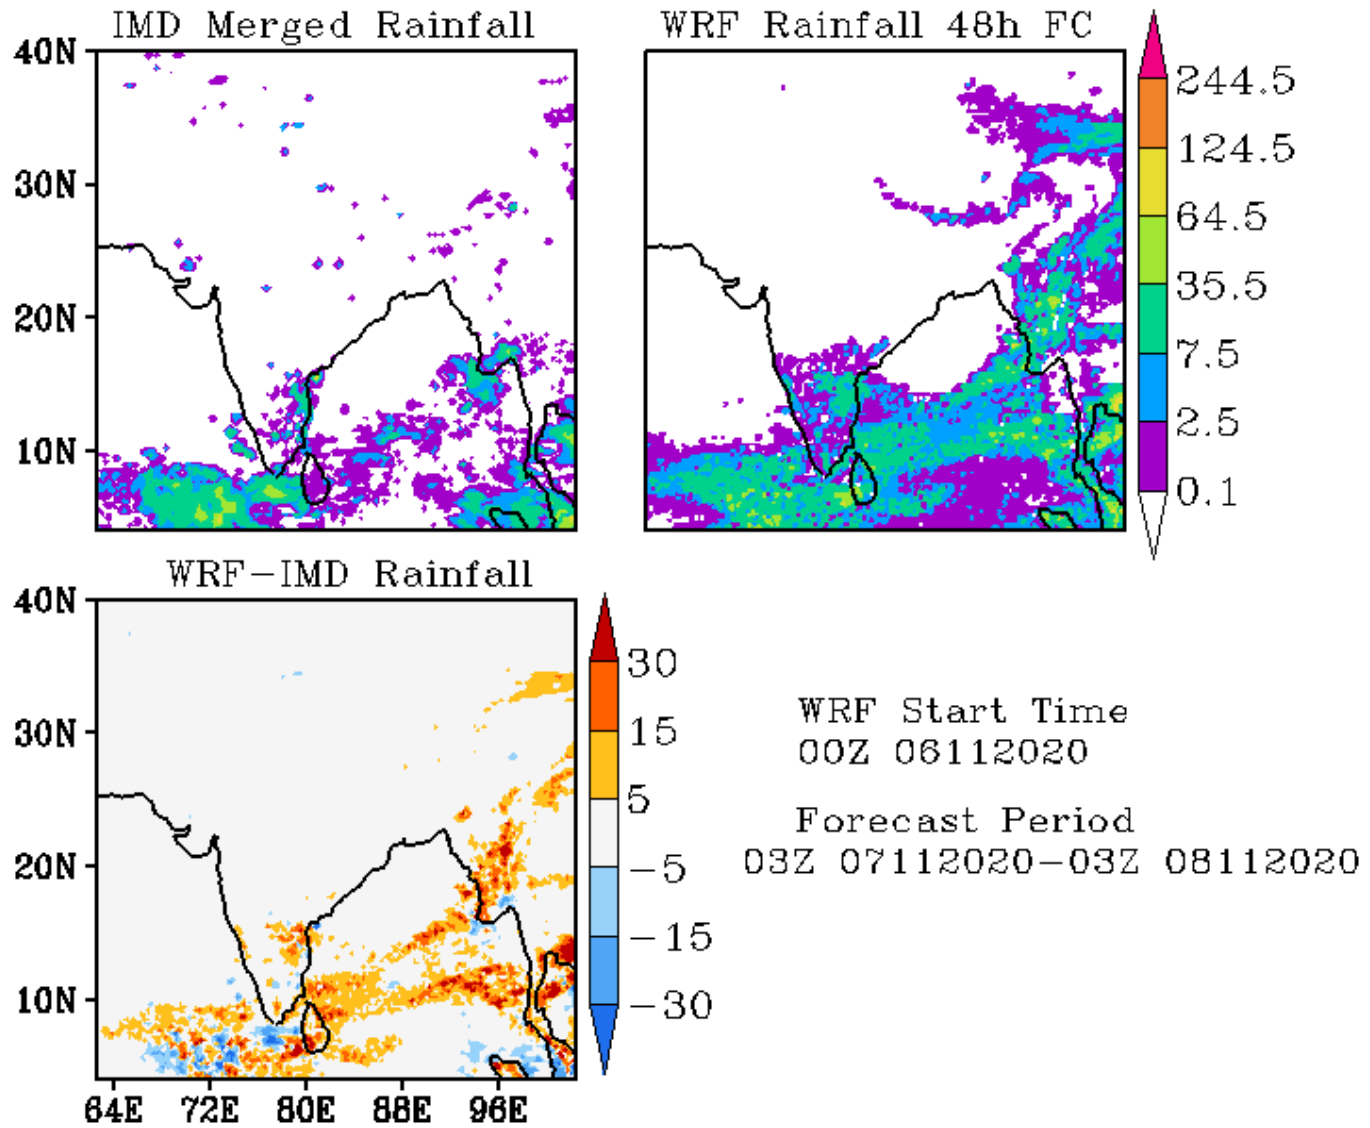 IMD Merged Rainfall
WRF Rainfall 48h FC
40N
30N
20N
10N
244.5
124.5
64.5
35.5
7.5
2.5
0.1
WRF-IMD Rainfall
40N
30N
20N
10N
64E 72E 80E 88E 96E
30
15
5
-5
-15
-30
WRF Start Time
00Z 06112020
Forecast Period
03Z 07112020-03Z 08112020